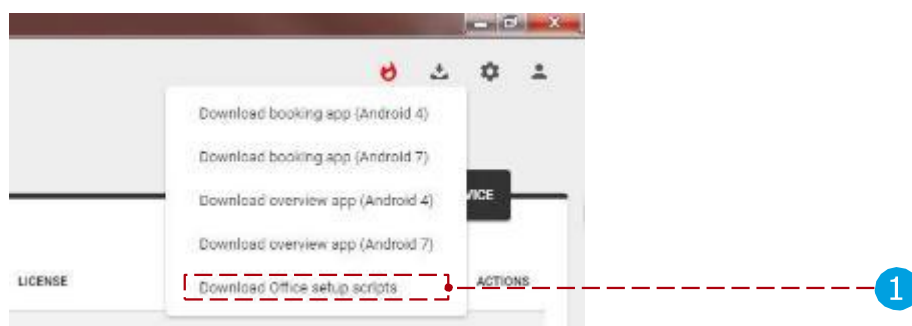 Download booking app (Android 4)
Download booking app (Android 7)
Download overview app (Android 4)
VICE
Download overview app (Android 7)
LICENSE
Download Office setup scripts
ACTIONS
1